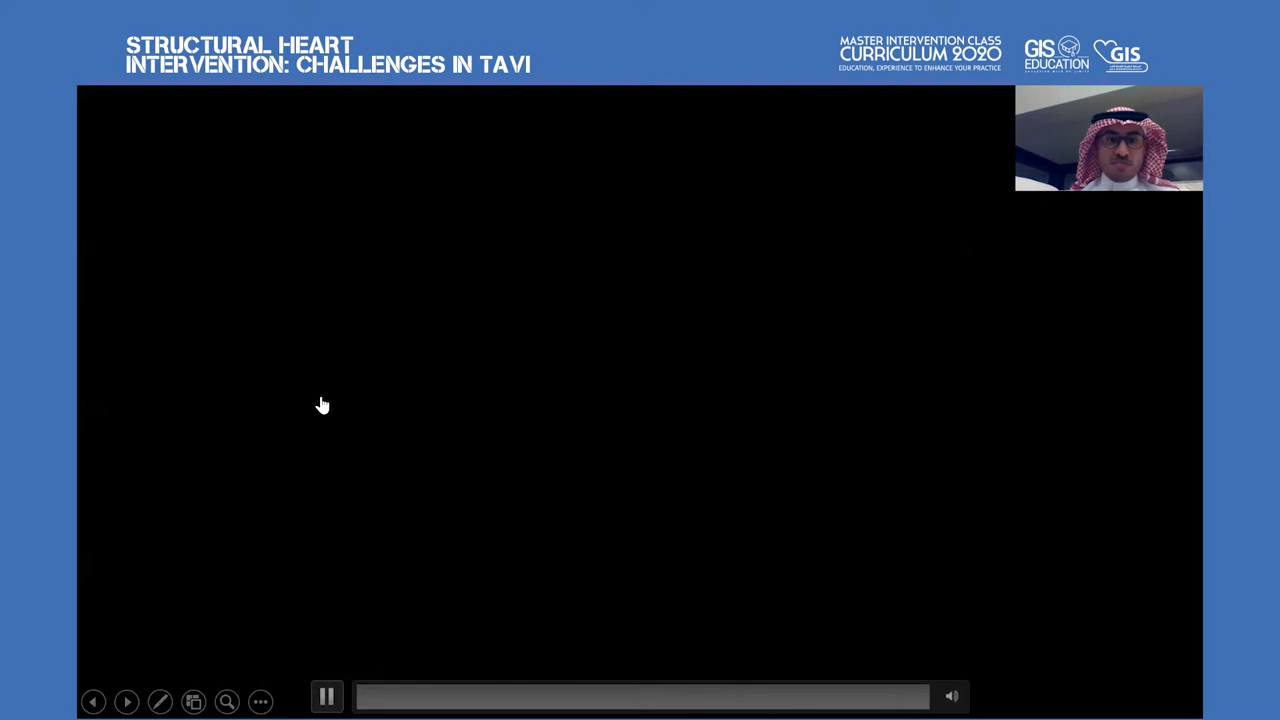 STRUCTURAL HEART
INTERVENTION: CHALLENGES IN TAVI
MASTER INTERVENTION CLASS
CURRICULUM 2020
EDUCATION, EXPERIENCE TO ENHANCE YOUR PRACTICE
GIS
EDUCATION
GIS